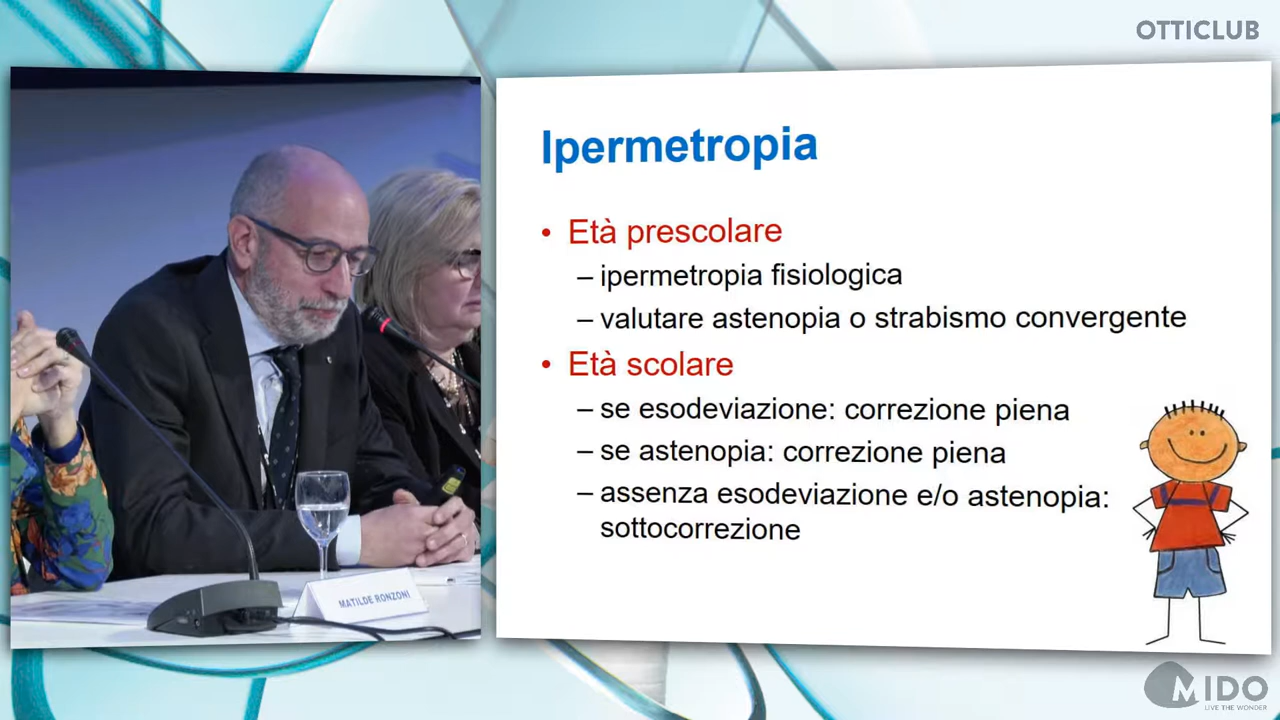 OTTICLUB
Ipermetropia
• Età prescolare
– ipermetropia fisiologica
– valutare astenopia o strabismo convergente
• Età scolare
– se esodeviazione: correzione piena
– se astenopia: correzione piena
– assenza esodeviazione e/o astenopia:
sottocorrezione
MATILDE RONZONI
MIDO
LIVE THE WONDER